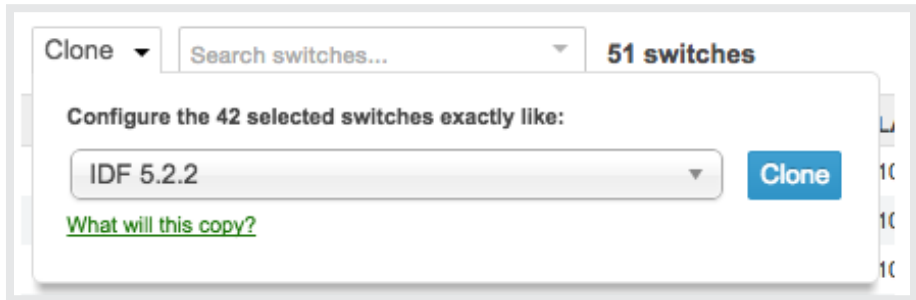 Clone
Search switches...
51 switches
Configure the 42 selected switches exactly like:
IDF 5.2.2
Clone
What will this copy?